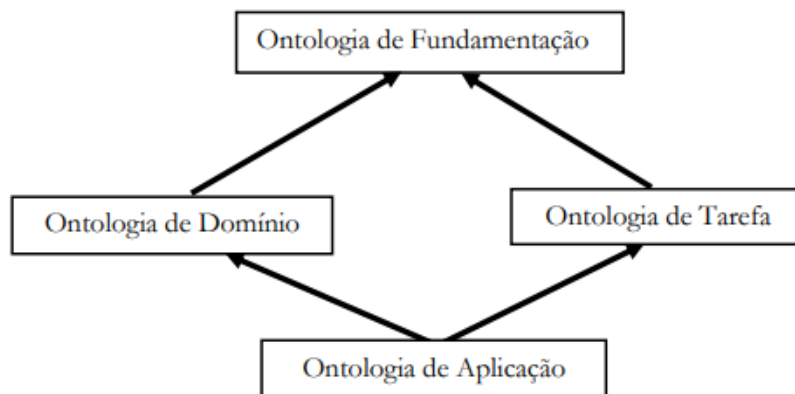 Ontologia de Fundamentação
Ontologia de Domínio
Ontologia de Tarefa
Ontologia de Aplicação